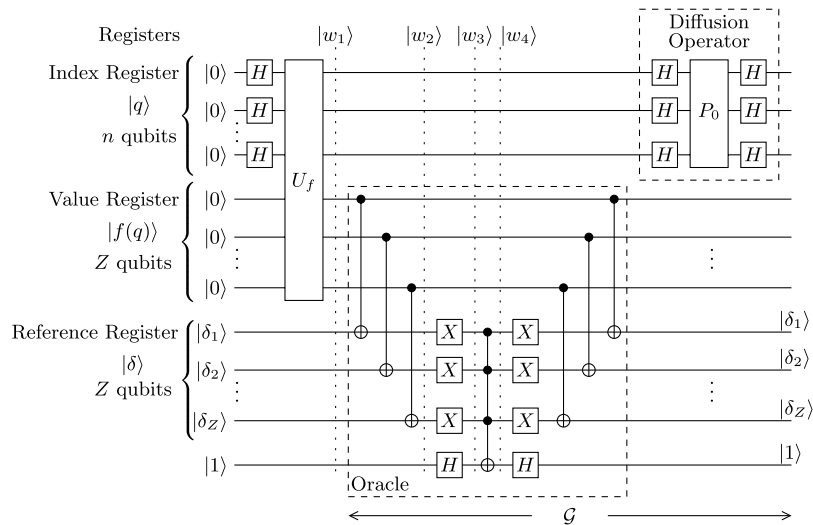 Registers |w₁⟩ |w₂⟩ |w₃⟩ |w₄⟩ Diffusion
Operator
Index Register |0⟩ H H H
|q⟩ |0⟩ H H P₀ H
n qubits
|0⟩ H H H
U_f
Value Register |0⟩
|f(q)⟩ |0⟩
Z qubits
|0⟩
Reference Register |δ₁⟩ X X |δ₁⟩
|δ⟩ |δ₂⟩ X X |δ₂⟩
Z qubits
|δ_Z⟩ X X |δ_Z⟩
|1⟩ H H |1⟩
Oracle
𝒢